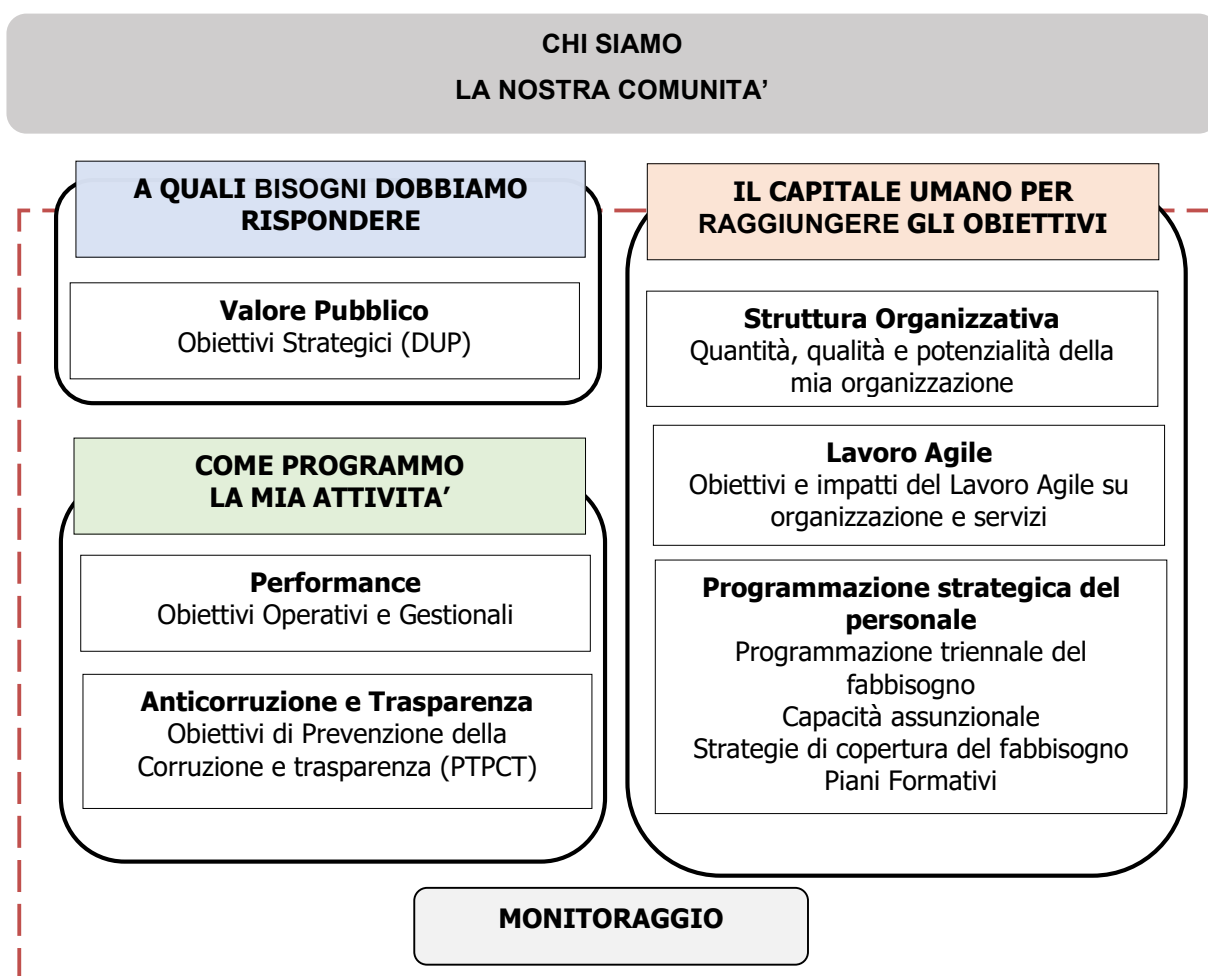 CHI SIAMO
LA NOSTRA COMUNITA’
A QUALI BISOGNI DOBBIAMO
RISPONDERE
Valore Pubblico
Obiettivi Strategici (DUP)
COME PROGRAMMO
LA MIA ATTIVITA’
Performance
Obiettivi Operativi e Gestionali
Anticorruzione e Trasparenza
Obiettivi di Prevenzione della
Corruzione e trasparenza (PTPCT)
IL CAPITALE UMANO PER
RAGGIUNGERE GLI OBIETTIVI
Struttura Organizzativa
Quantità, qualità e potenzialità della
mia organizzazione
Lavoro Agile
Obiettivi e impatti del Lavoro Agile su
organizzazione e servizi
Programmazione strategica del
personale
Programmazione triennale del
fabbisogno
Capacità assunzionale
Strategie di copertura del fabbisogno
Piani Formativi
MONITORAGGIO